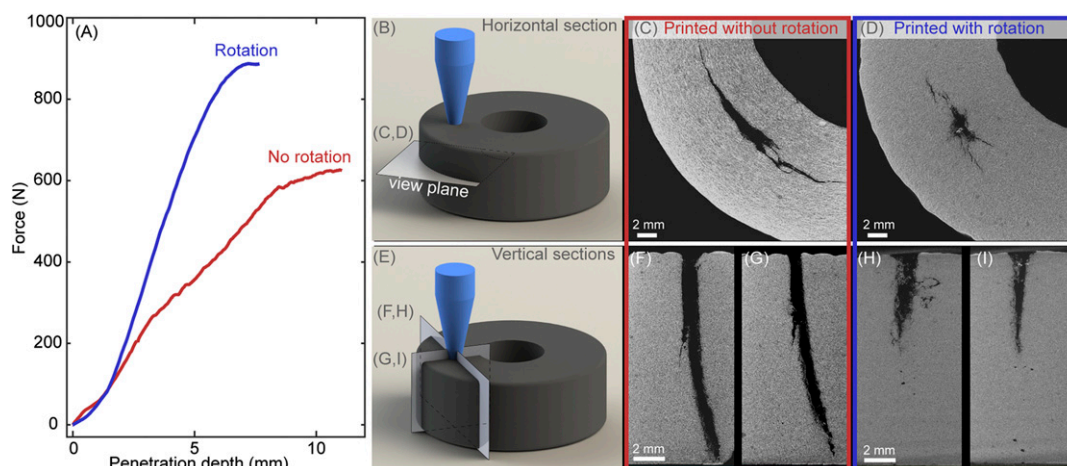 (A)
Rotation
No rotation
Force (N)
1000
800
600
400
200
0
0
5
10
Penetration depth (mm)
(B)
Horizontal section
(C,D)
view plane
(C) Printed without rotation
2 mm
(D) Printed with rotation
2 mm
(E)
Vertical sections
(F,H)
(G,I)
(F)
2 mm
(G)
(H)
2 mm
(I)